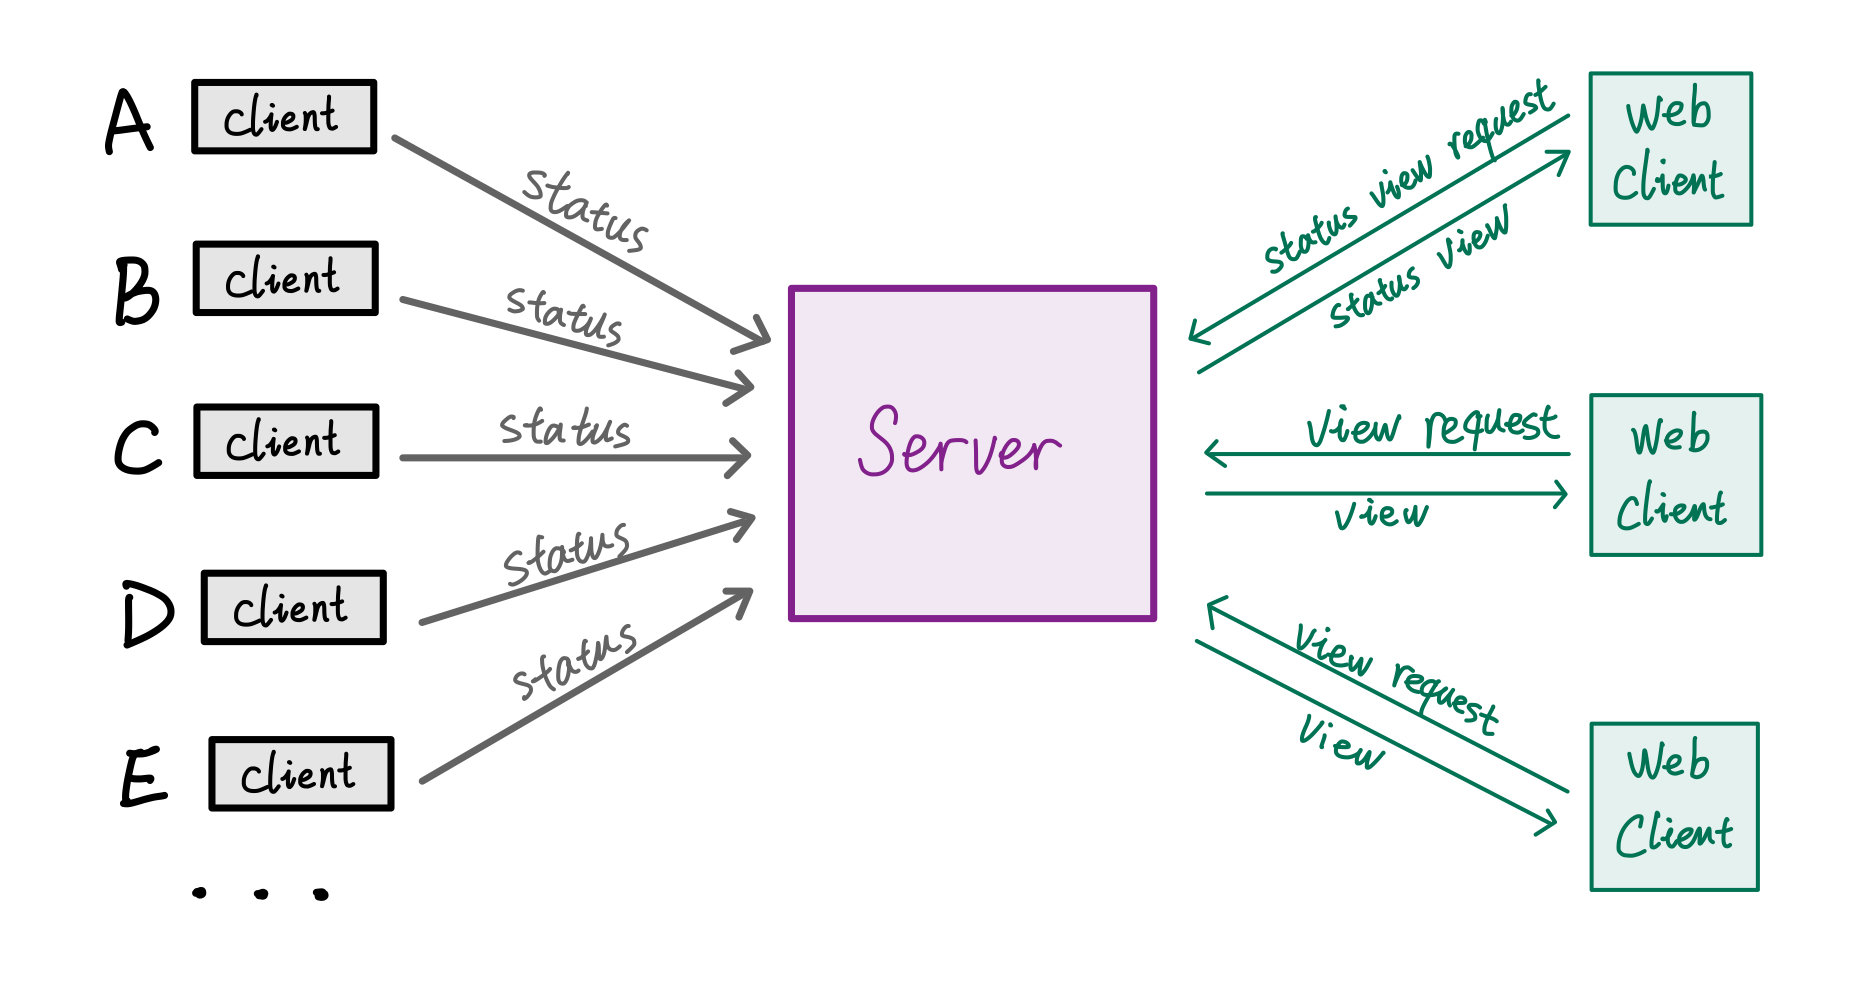 A
client
status
B
client
status
C
client
status
D
client
status
E
client
status
. . .
Server
status view request
status view
Web
Client
view request
view
Web
Client
view request
View
Web
Client